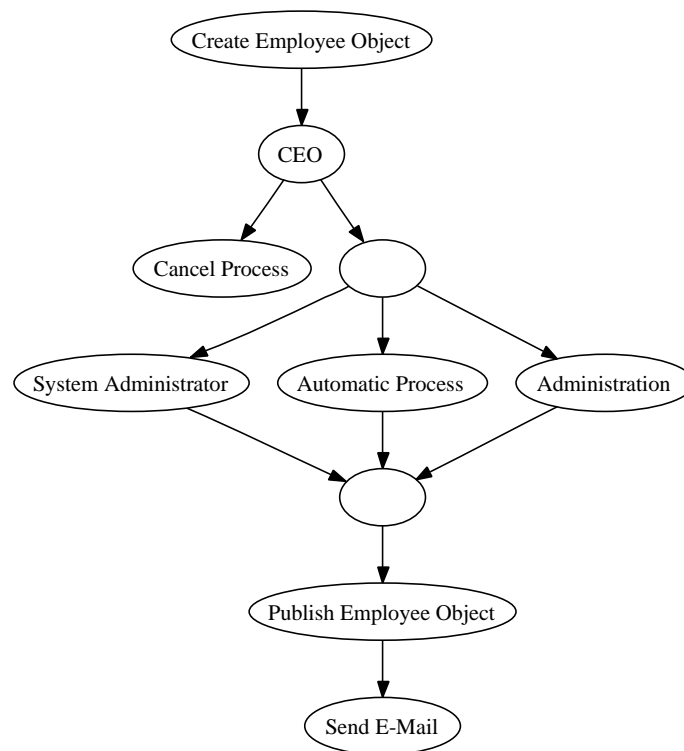 Create Employee Object
CEO
Cancel Process
System Administrator
Automatic Process
Administration
Publish Employee Object
Send E-Mail